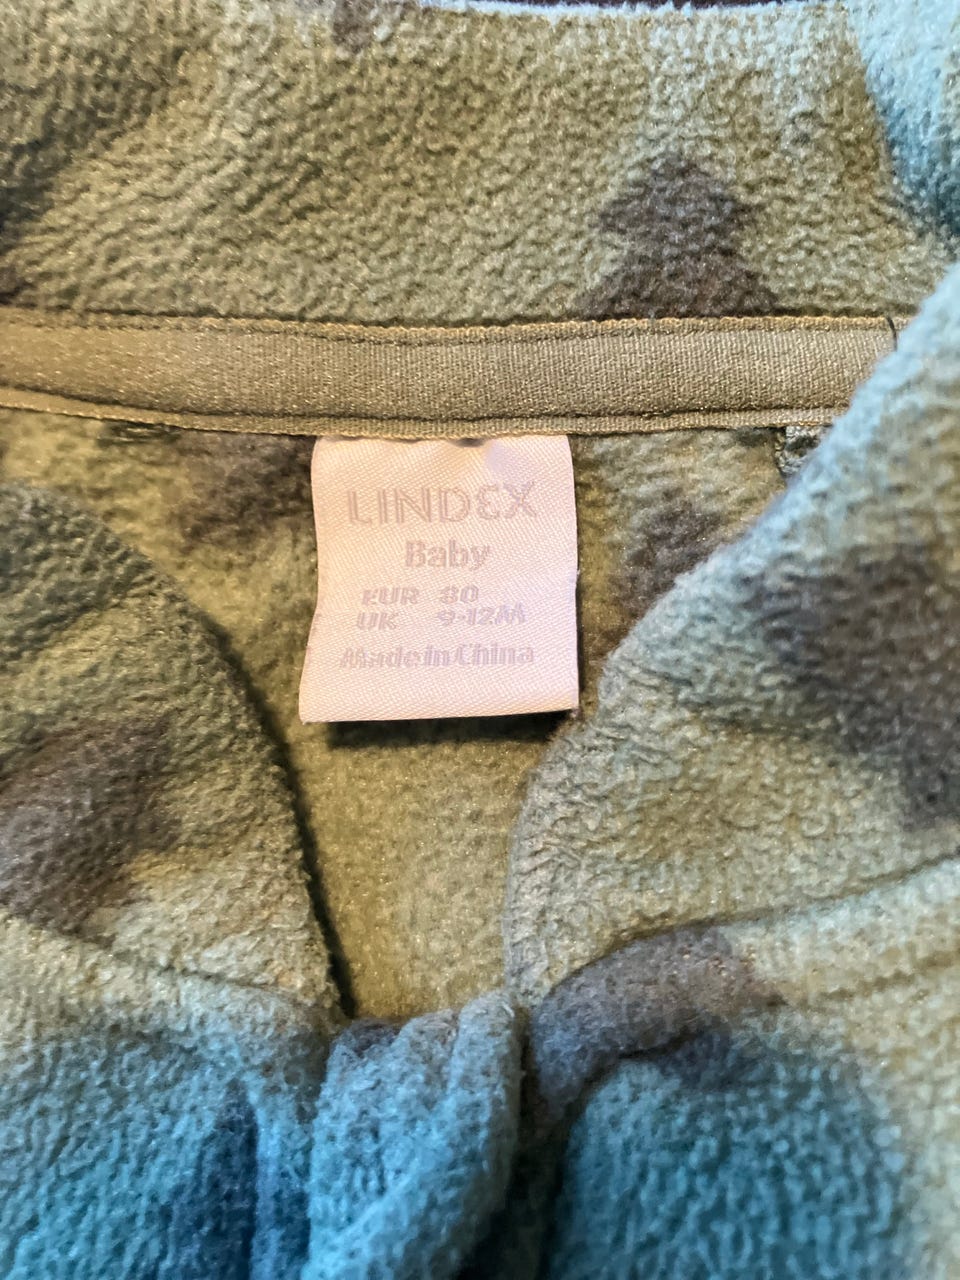 LINDEX
Baby
EUR 80
UK 9-12M
Made in China